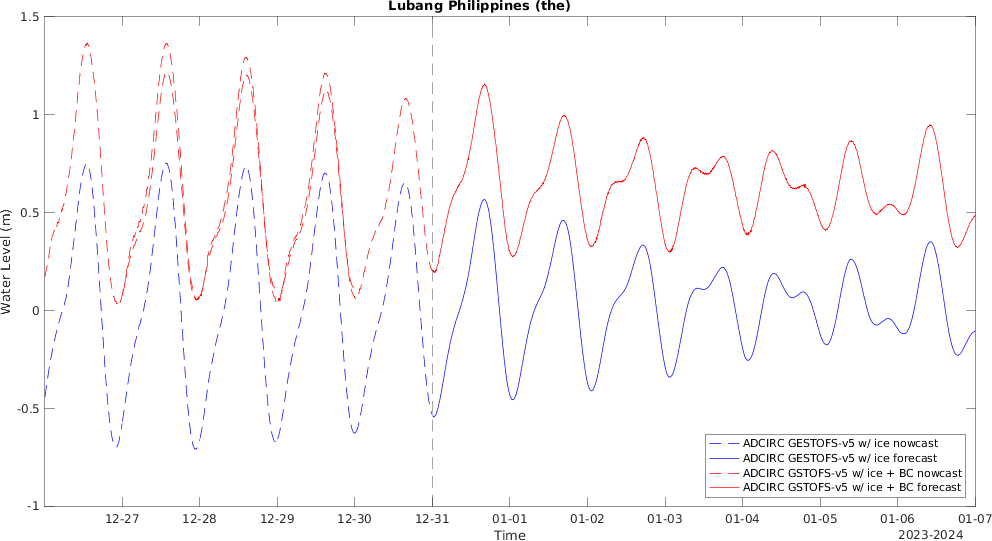 Lubang Philippines (the)
1.5
1
0.5
0
-0.5
-1
Water Level (m)
12-27 12-28 12-29 12-30 12-31 01-01 01-02 01-03 01-04 01-05 01-06 01-07
Time
2023-2024
ADCIRC GESTOFS-v5 w/ ice nowcast
ADCIRC GESTOFS-v5 w/ ice forecast
ADCIRC GSTOFS-v5 w/ ice + BC nowcast
ADCIRC GSTOFS-v5 w/ ice + BC forecast